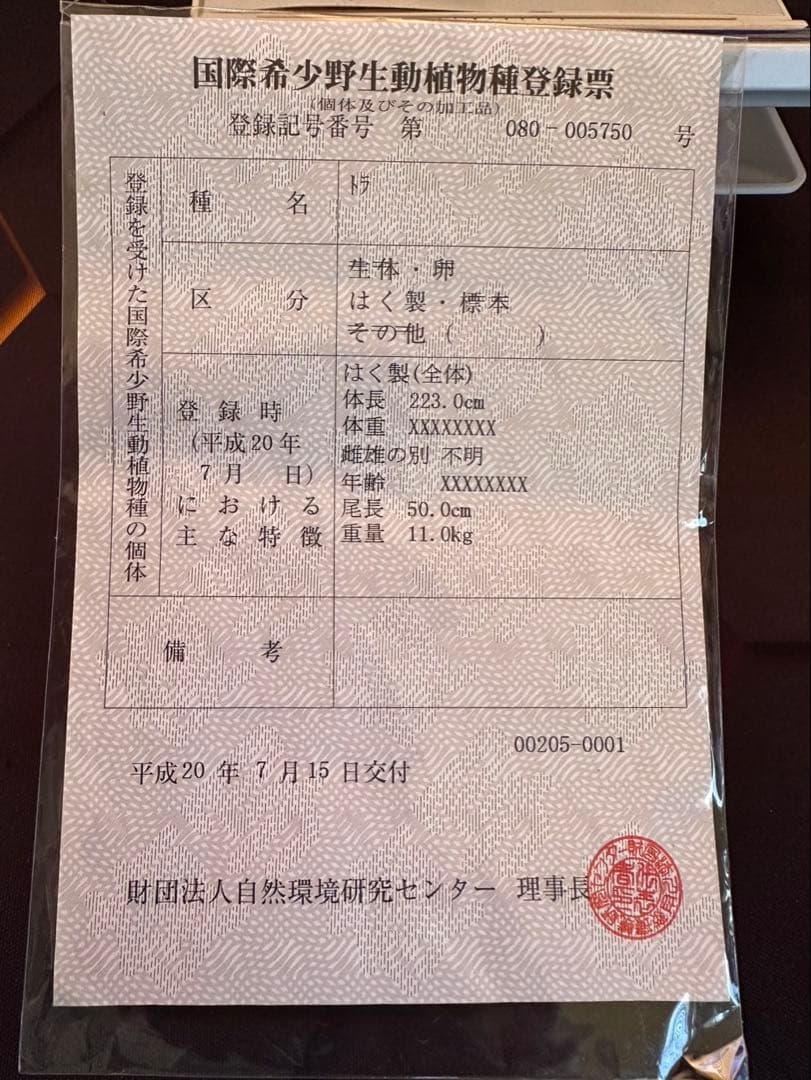 国際希少野生動植物種登録票
(個体及びその加工品)
登録記号番号 第 080-005750 号
登録を受けた国際希少野生動植物種の個体
種 名
ﾄﾗ
区 分
生体・卵
はく製・標本
その他( )
登録時
(平成20年
7月 日)
における
主な特徴
はく製(全体)
体長 223.0cm
体重 XXXXXXXX
雌雄の別 不明
年齢 XXXXXXXX
尾長 50.0cm
重量 11.0kg
備 考
00205-0001
平成20年 7月15日交付
財団法人自然環境研究センター 理事長